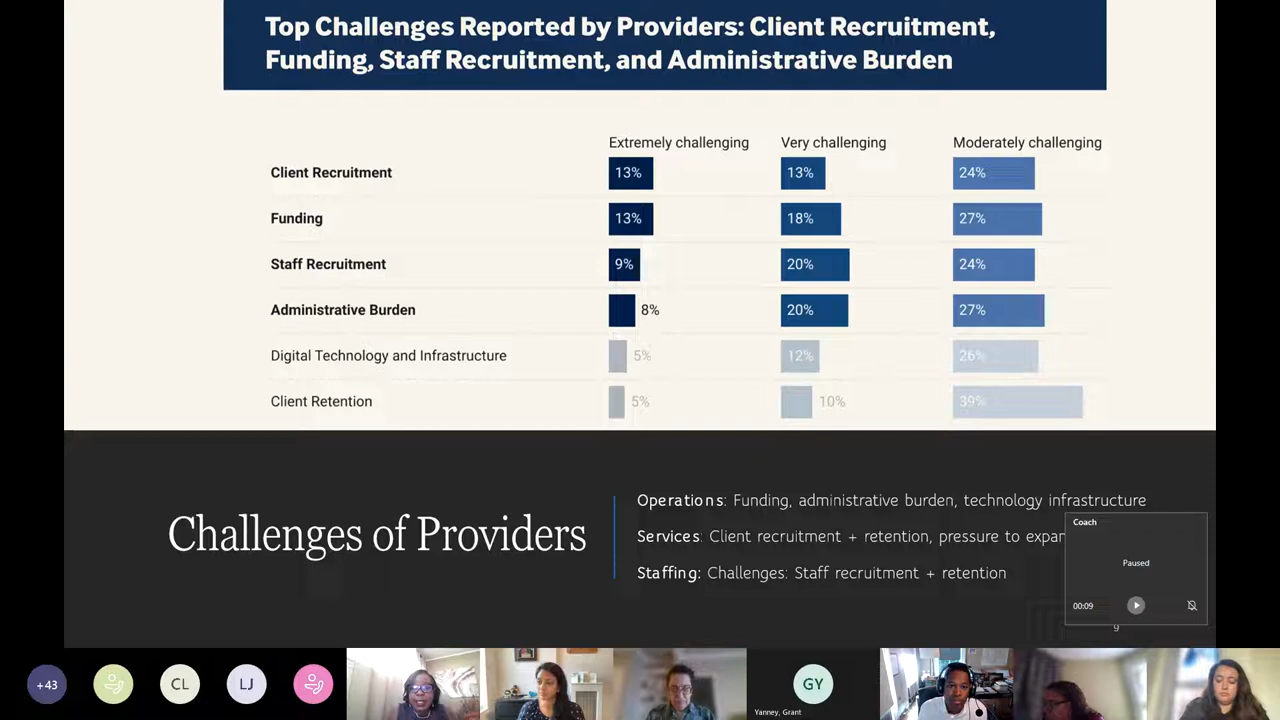 Top Challenges Reported by Providers: Client Recruitment,
Funding, Staff Recruitment, and Administrative Burden
Extremely challenging Very challenging Moderately challenging
Client Recruitment 13% 13% 24%
Funding 13% 18% 27%
Staff Recruitment 9% 20% 24%
Administrative Burden 8% 20% 27%
Digital Technology and Infrastructure 5% 12% 26%
Client Retention 5% 10% 39%
Challenges of Providers
Operations: Funding, administrative burden, technology infrastructure
Services: Client recruitment + retention, pressure to
Staffing: Challenges: Staff recruitment + retention
Coach
Paused
00:09
9
+43 CL LJ GY
Yanney, Grant